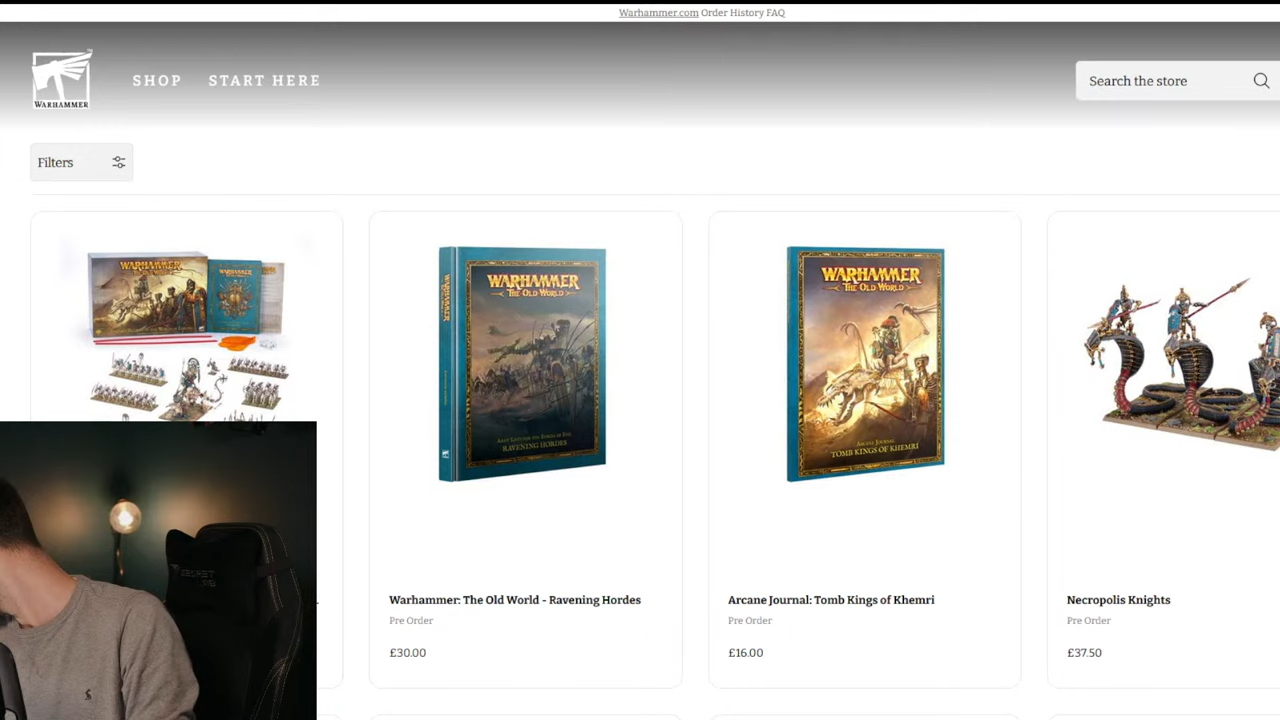 Warhammer.com Order History FAQ
WARHAMMER
SHOP START HERE
Search the store
Filters
WARHAMMER
WARHAMMER
WARHAMMER
THE OLD WORLD
RAVENING HORDES
WARHAMMER
THE OLD WORLD
ARCANE JOURNAL
TOMB KINGS OF KHEMRI
Warhammer: The Old World - Ravening Hordes
Pre Order
£30.00
Arcane Journal: Tomb Kings of Khemri
Pre Order
£16.00
Necropolis Knights
Pre Order
£37.50